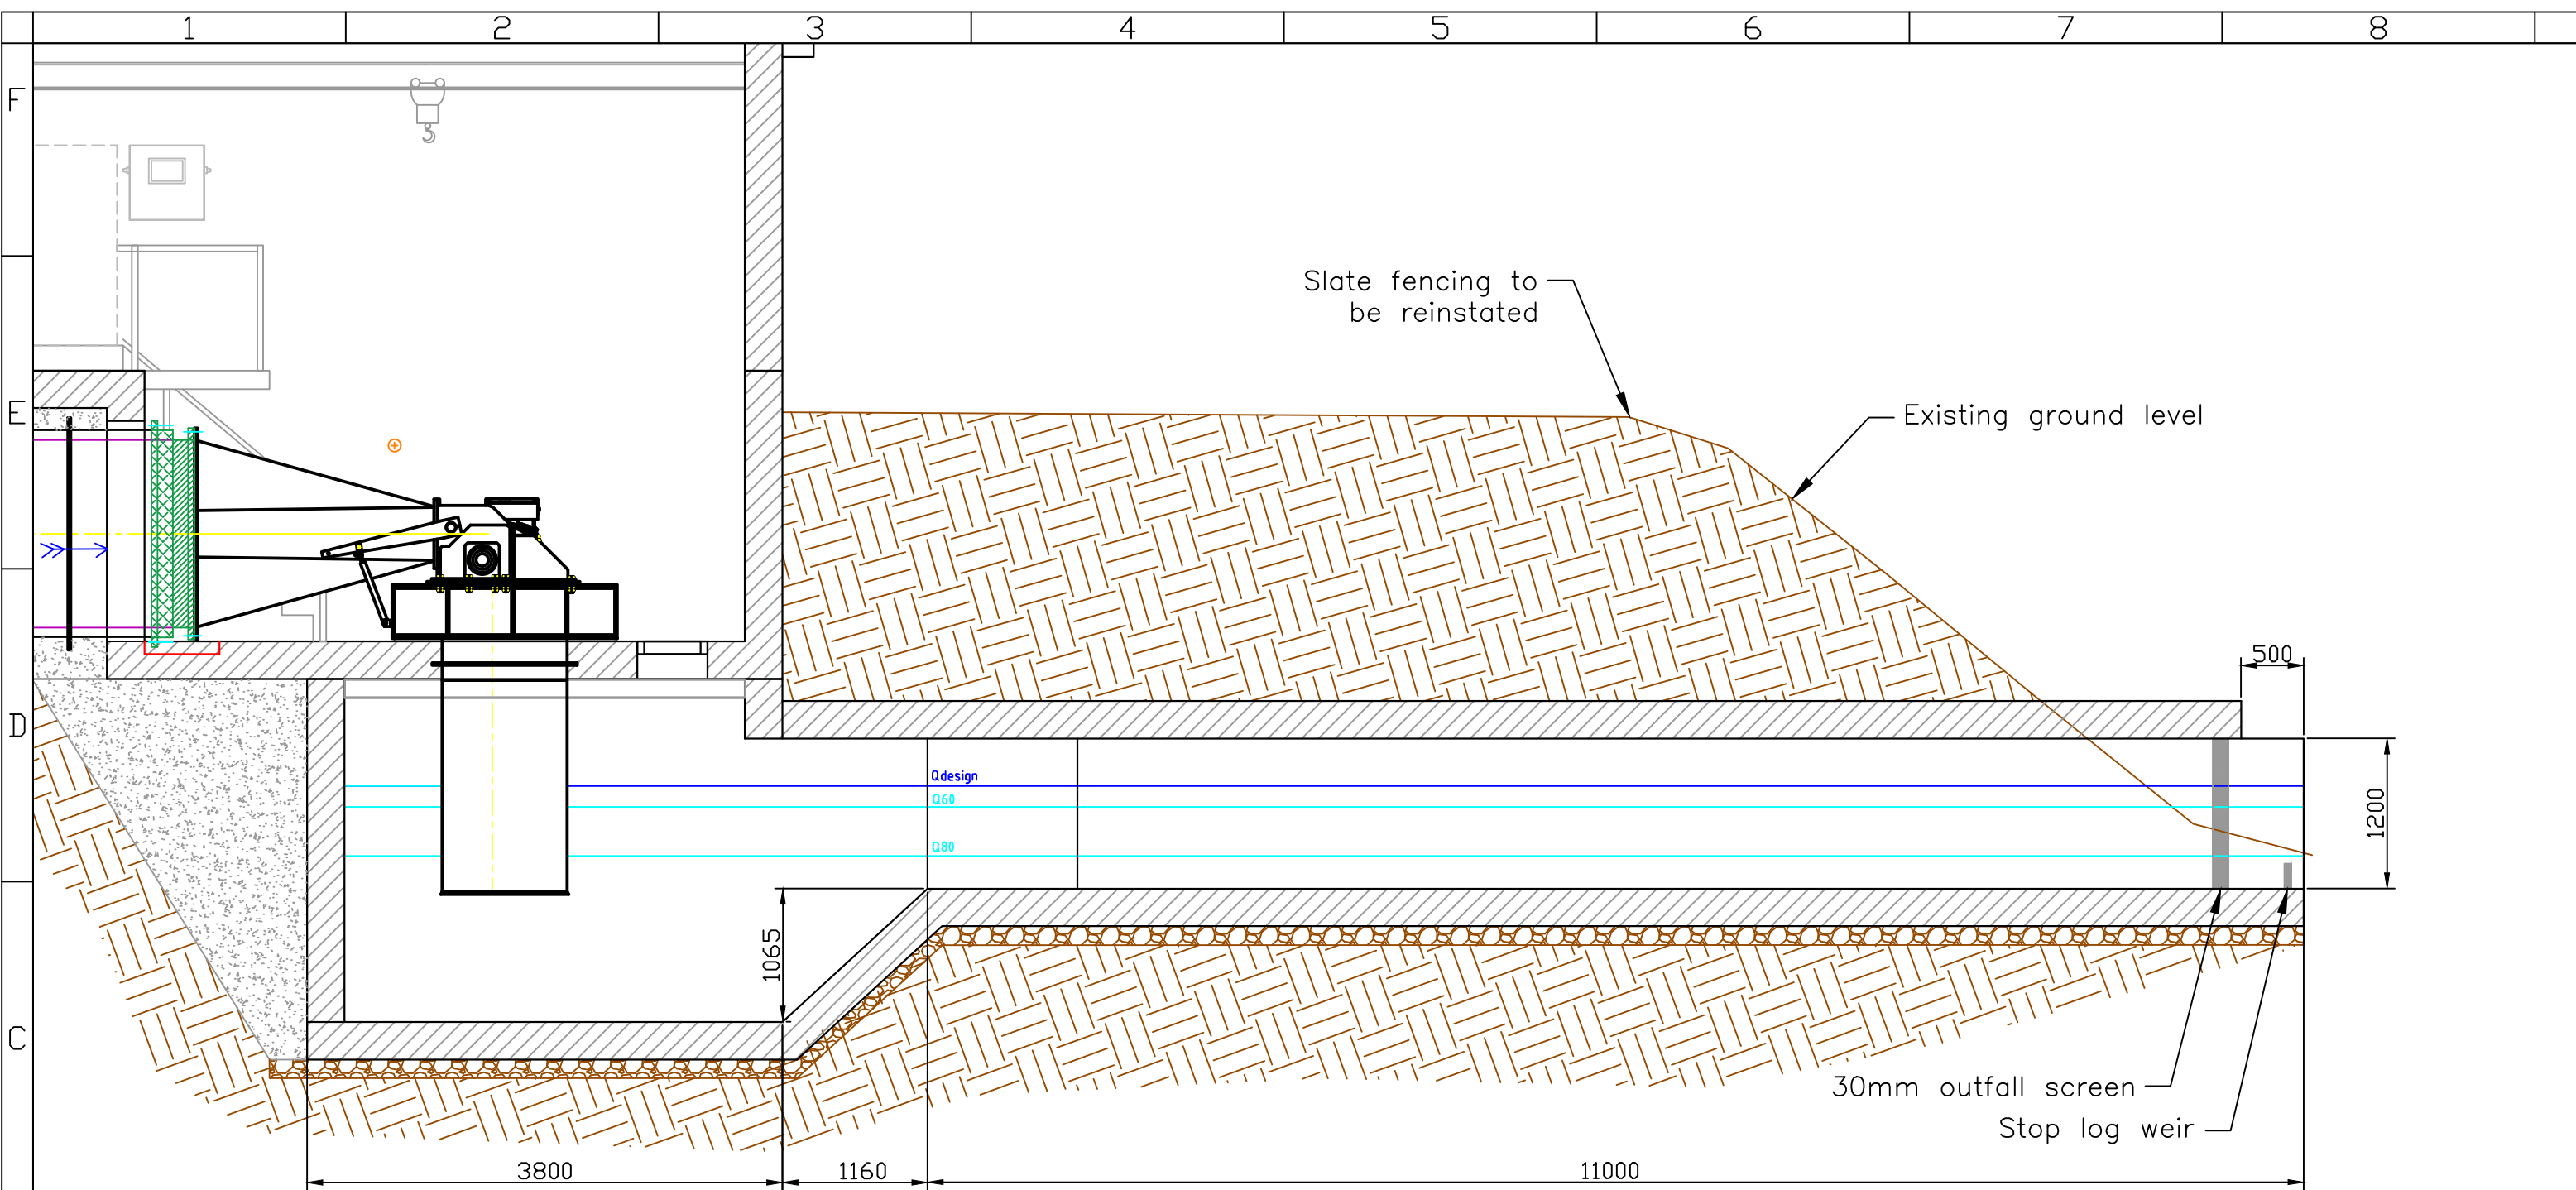 1 2 3 4 5 6 7 8
F
E
D
C
Slate fencing to
be reinstated
Existing ground level
500
Qdesign
Q60
Q80
1200
1065
30mm outfall screen
Stop log weir
3800 1160 11000